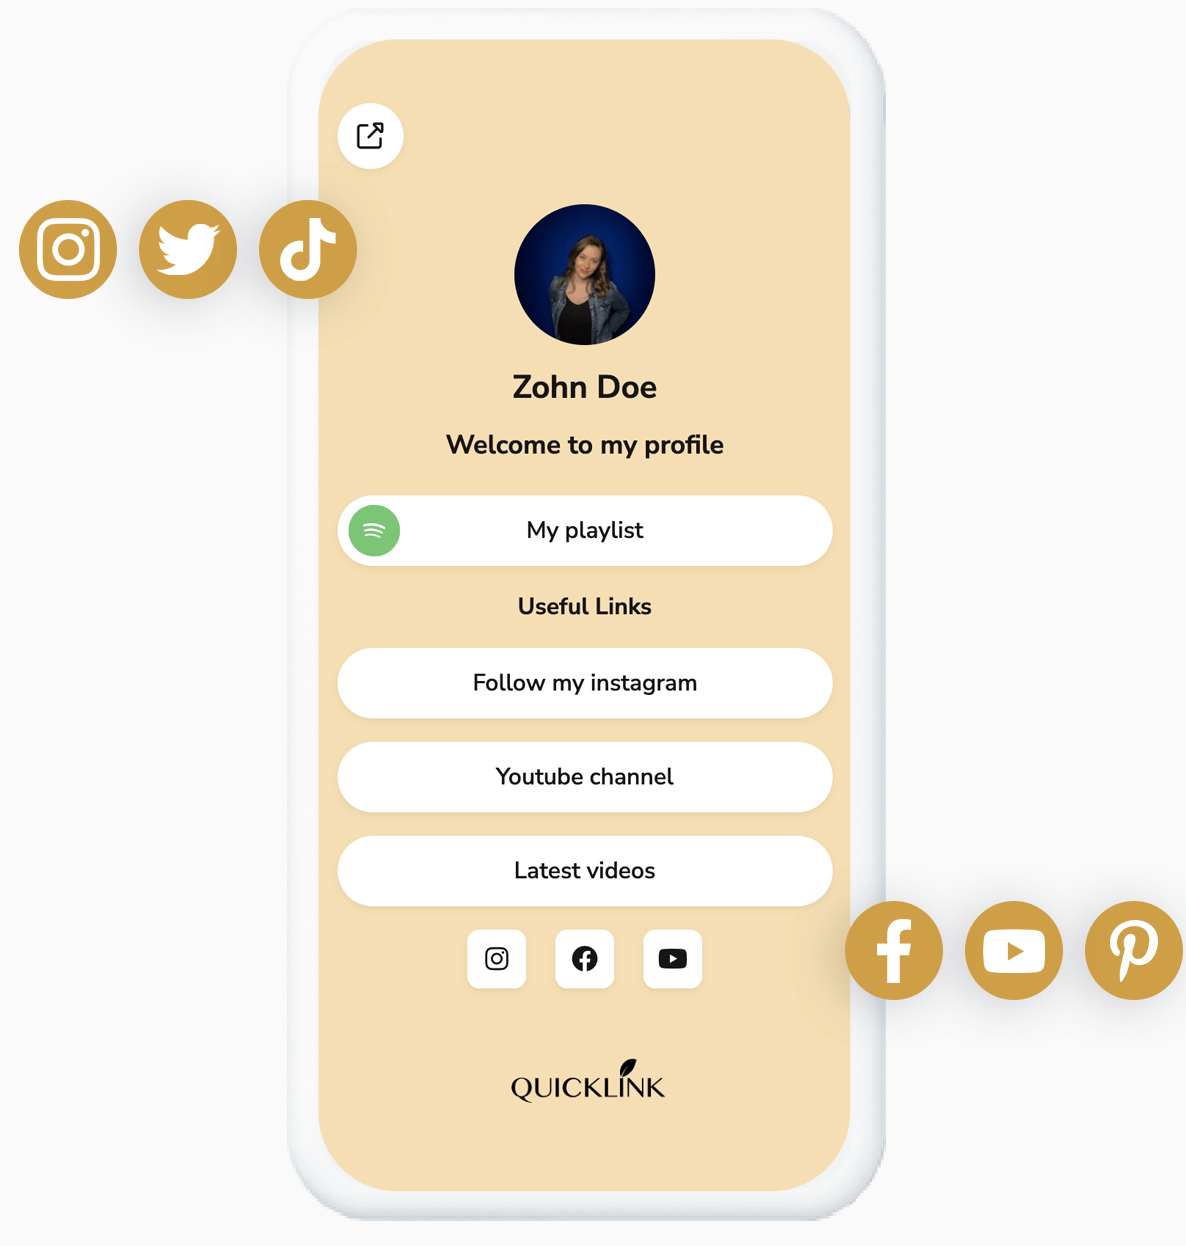 Zohn Doe
Welcome to my profile
My playlist
Useful Links
Follow my instagram
Youtube channel
Latest videos
QUICKLINK